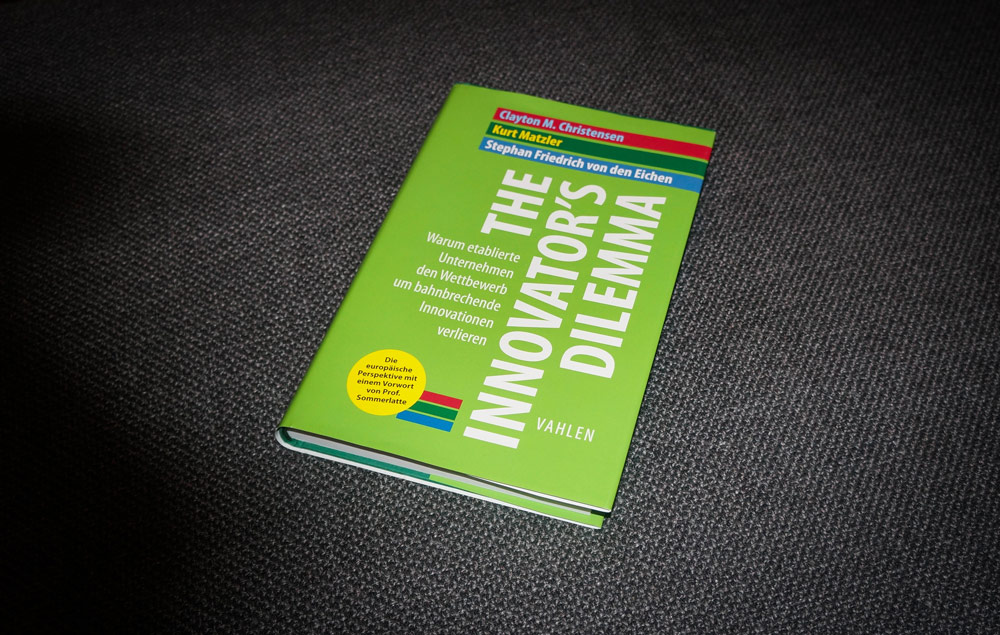 Clayton M. Christensen
Kurt Matzler
Stephan Friedrich von den Eichen
THE
INNOVATOR'S
DILEMMA
Warum etablierte
Unternehmen
den Wettbewerb
um bahnbrechende
Innovationen
verlieren
Die
europäische
Perspektive mit
einem Vorwort
von Prof.
Sommerlatte
VAHLEN